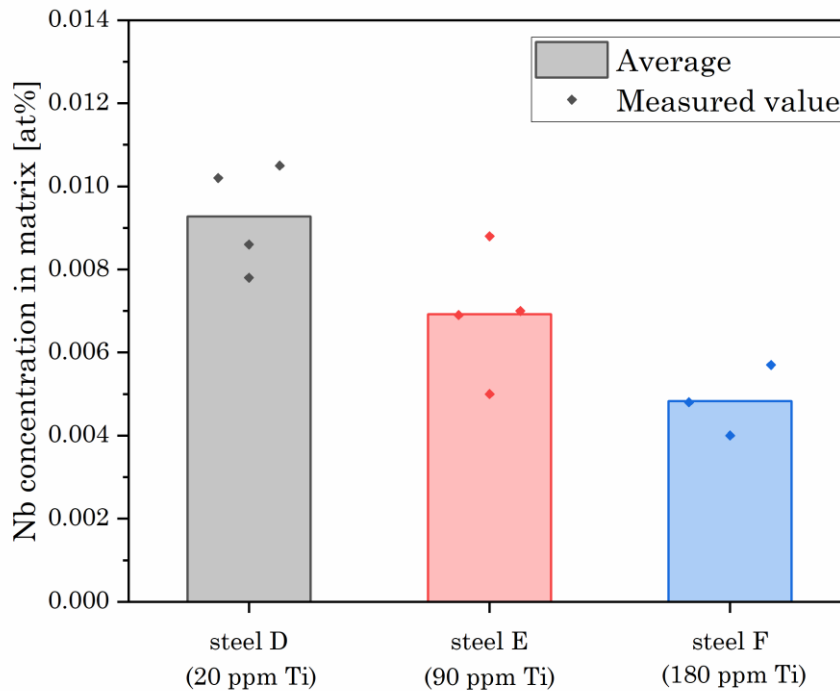 Nb concentration in matrix [at%]
0.014
0.012
0.010
0.008
0.006
0.004
0.002
0.000
Average
Measured value
steel D
(20 ppm Ti)
steel E
(90 ppm Ti)
steel F
(180 ppm Ti)